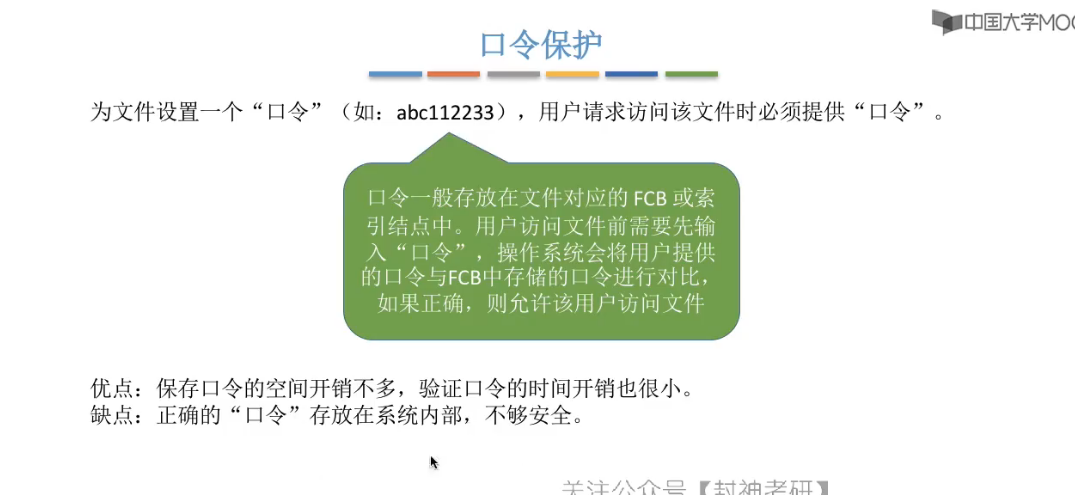 中国大学MOO
口令保护
为文件设置一个“口令”（如：abc112233），用户请求访问该文件时必须提供“口令”。
口令一般存放在文件对应的 FCB 或索
引结点中。用户访问文件前需要先输
入“口令”，操作系统会将用户提供
的口令与FCB中存储的口令进行对比，
如果正确，则允许该用户访问文件
优点：保存口令的空间开销不多，验证口令的时间开销也很小。
缺点：正确的“口令”存放在系统内部，不够安全。
关注公众号【封神考研】